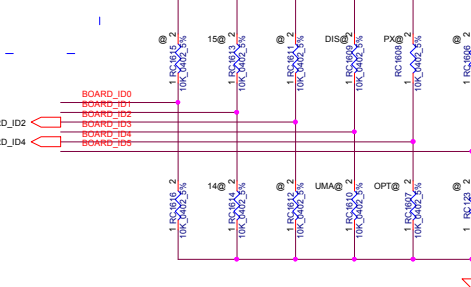 @ 15@ @ DIS@ PX@ @
1 RC1615 2
10K_0402_5%
1 RC1613 2
10K_0402_5%
1 RC1611 2
10K_0402_5%
1 RC1609 2
10K_0402_5%
RC1608 2
1 10K_0402_5%
1 RC1606 2
BOARD_ID0
BOARD_ID1
BOARD_ID2
D_ID2
BOARD_ID3
BOARD_ID4
D_ID4
BOARD_ID5
@ 14@ @ UMA@ OPT@ @
1 RC1616 2
10K_0402_5%
1 RC1614 2
10K_0402_5%
1 RC1612 2
10K_0402_5%
1 RC1610 2
10K_0402_5%
1 RC1607 2
10K_0402_5%
1 RC123 2